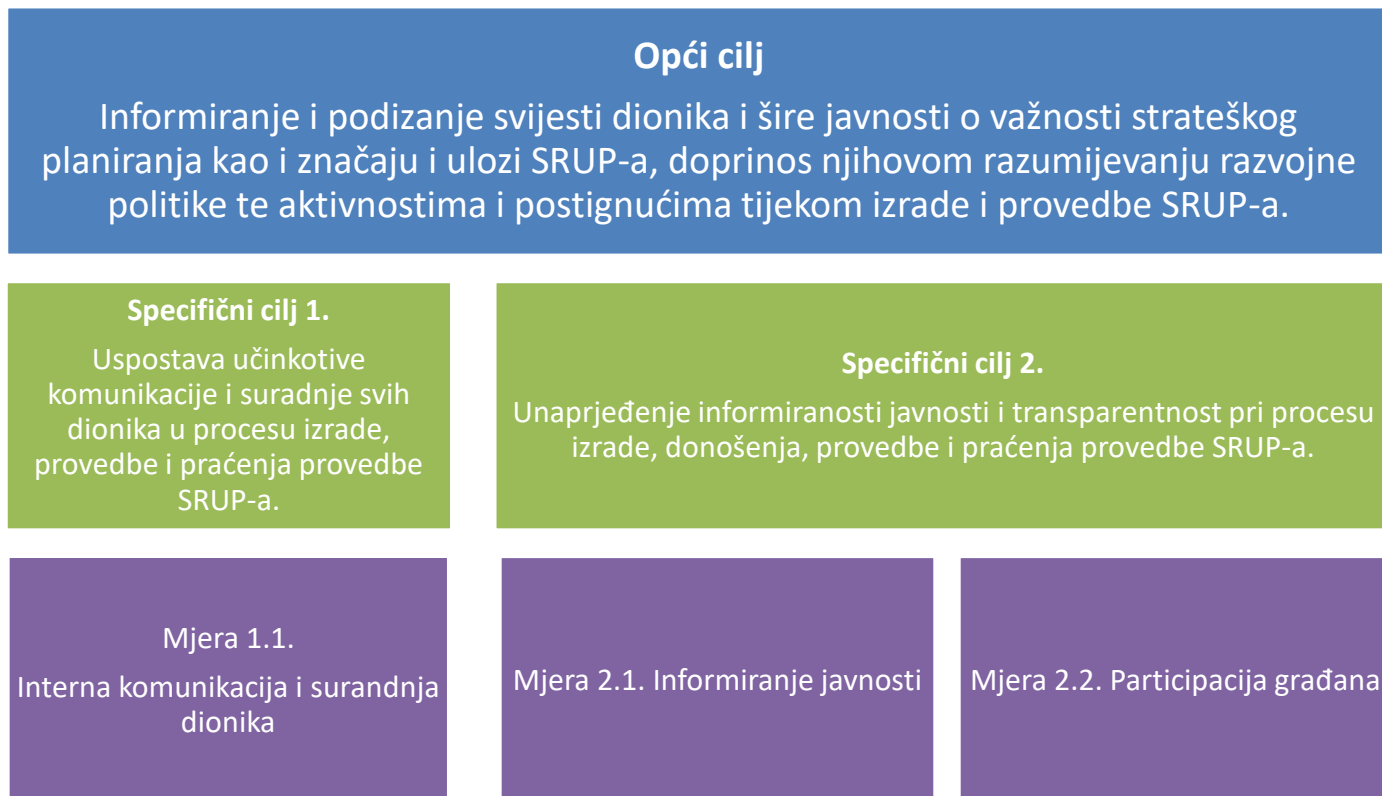 Opći cilj
Informiranje i podizanje svijesti dionika i šire javnosti o važnosti strateškog
planiranja kao i značaju i ulozi SRUP-a, doprinos njihovom razumijevanju razvojne
politike te aktivnostima i postignućima tijekom izrade i provedbe SRUP-a.
Specifični cilj 1.
Uspostava učinkotive
komunikacije i suradnje svih
dionika u procesu izrade,
provedbe i praćenja provedbe
SRUP-a.
Specifični cilj 2.
Unaprjeđenje informiranosti javnosti i transparentnost pri procesu
izrade, donošenja, provedbe i praćenja provedbe SRUP-a.
Mjera 1.1.
Interna komunikacija i surandnja
dionika
Mjera 2.1. Informiranje javnosti
Mjera 2.2. Participacija građana